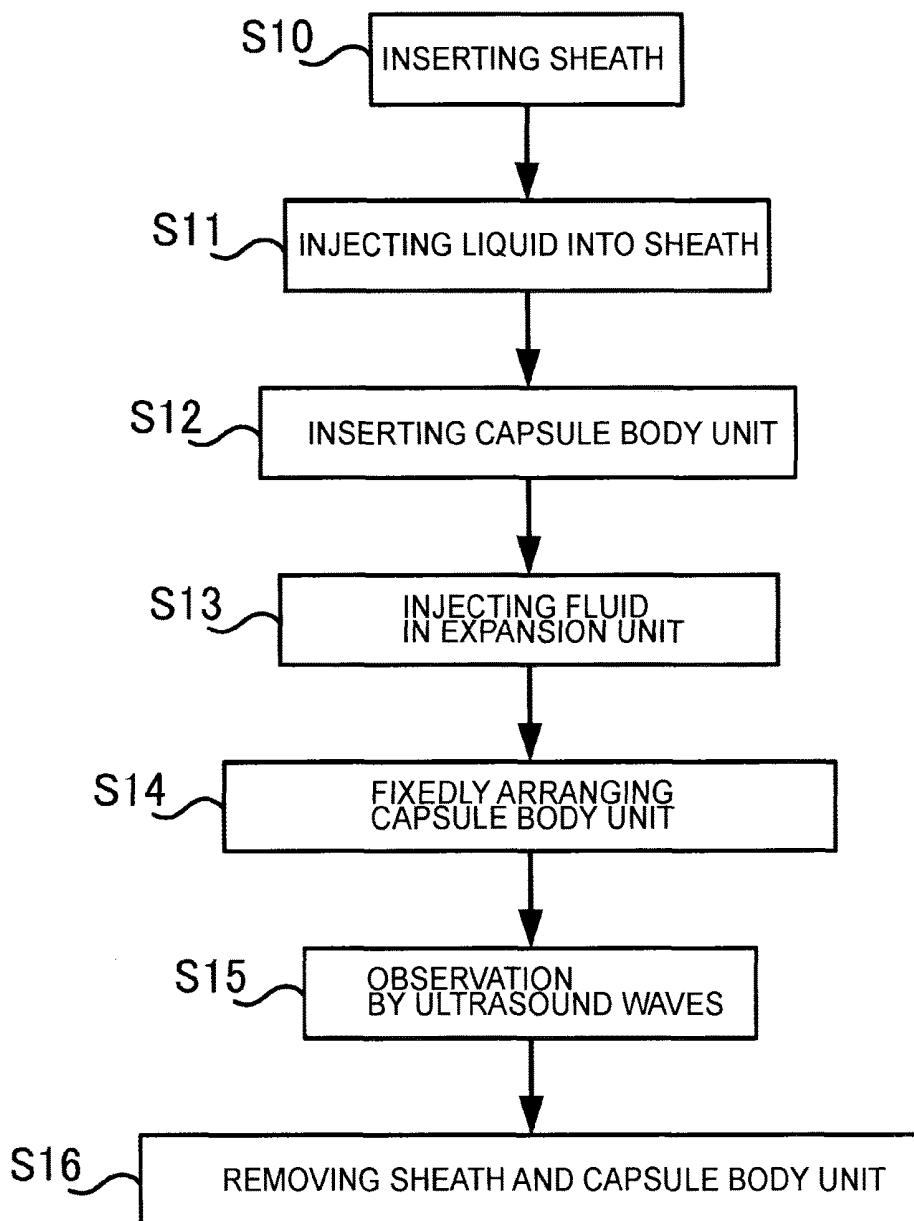 S10
INSERTING SHEATH
S11
INJECTING LIQUID INTO SHEATH
S12
INSERTING CAPSULE BODY UNIT
S13
INJECTING FLUID
IN EXPANSION UNIT
S14
FIXEDLY ARRANGING
CAPSULE BODY UNIT
S15
OBSERVATION
BY ULTRASOUND WAVES
S16
REMOVING SHEATH AND CAPSULE BODY UNIT